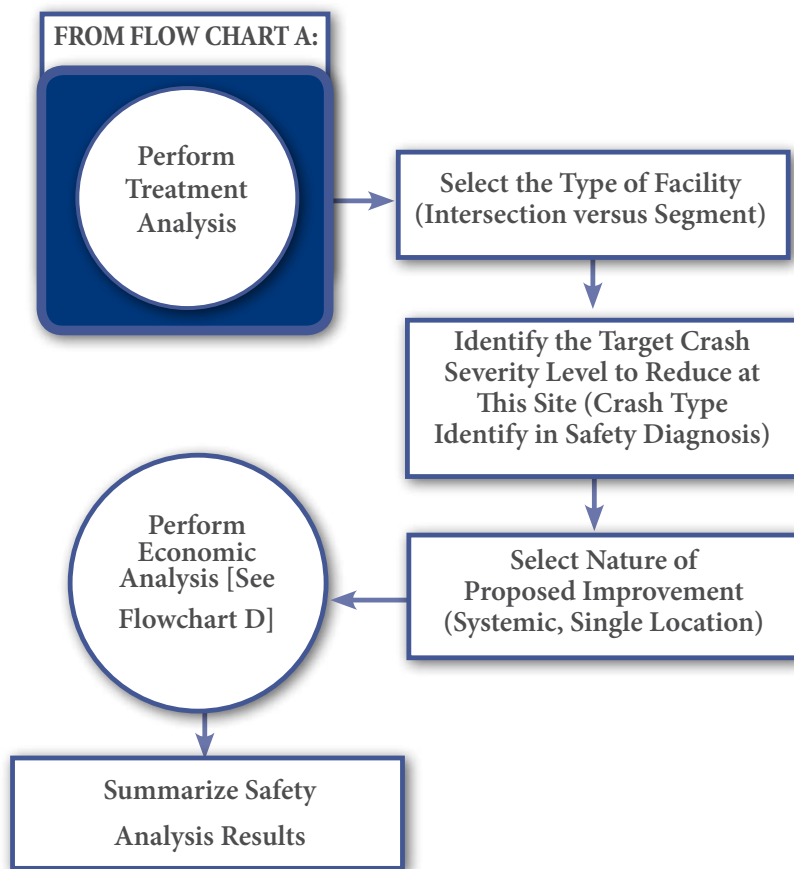 FROM FLOW CHART A:
Perform
Treatment
Analysis
Select the Type of Facility
(Intersection versus Segment)
Identify the Target Crash
Severity Level to Reduce at
This Site (Crash Type
Identify in Safety Diagnosis)
Select Nature of
Proposed Improvement
(Systemic, Single Location)
Perform
Economic
Analysis [See
Flowchart D]
Summarize Safety
Analysis Results